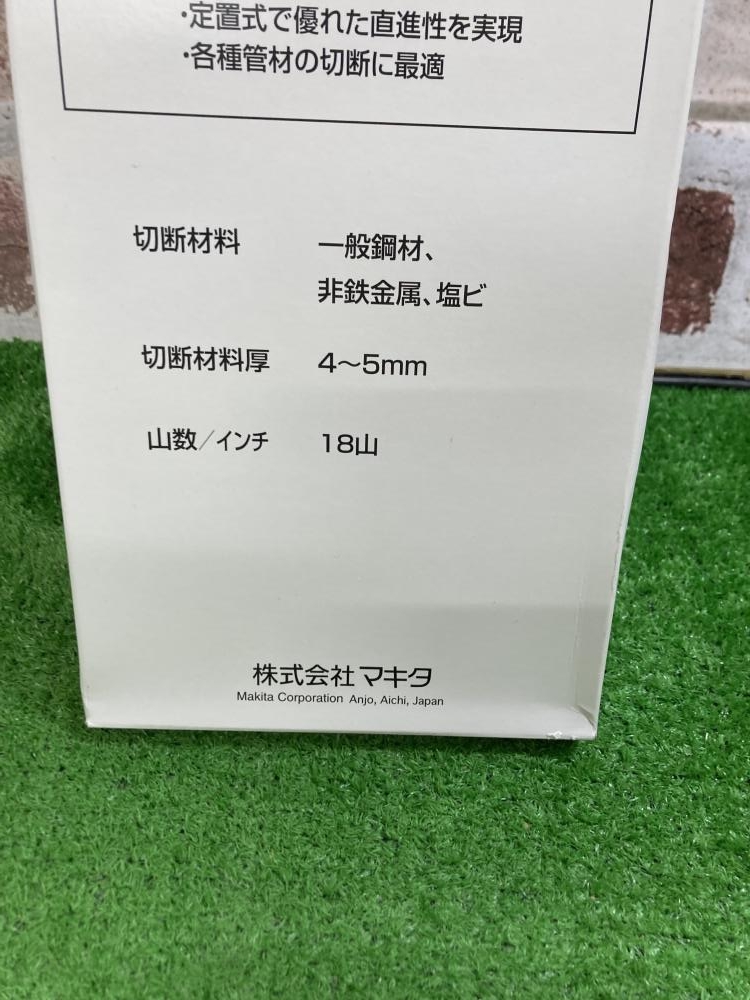 ・定置式で優れた直進性を実現
・各種管材の切断に最適
切断材料 一般鋼材、
非鉄金属、塩ビ
切断材料厚 4～5mm
山数/インチ 18山
株式会社マキタ
Makita Corporation Anjo, Aichi, Japan